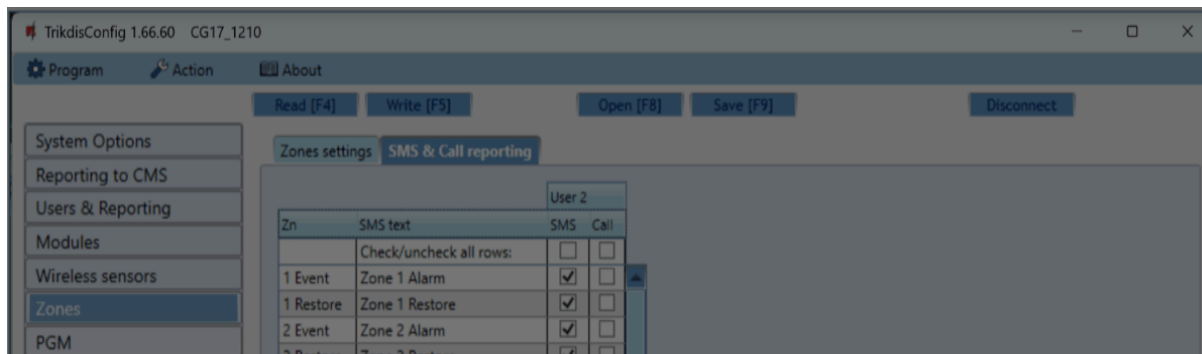 TrikdisConfig 1.66.60 CG17_1210
Program Action About
Read [F4] Write [F5] Open [F8] Save [F9] Disconnect
System Options
Reporting to CMS
Users & Reporting
Modules
Wireless sensors
Zones
PGM
Zones settings SMS & Call reporting
User 2
Zn SMS text SMS Call
Check/uncheck all rows:
1 Event Zone 1 Alarm
1 Restore Zone 1 Restore
2 Event Zone 2 Alarm